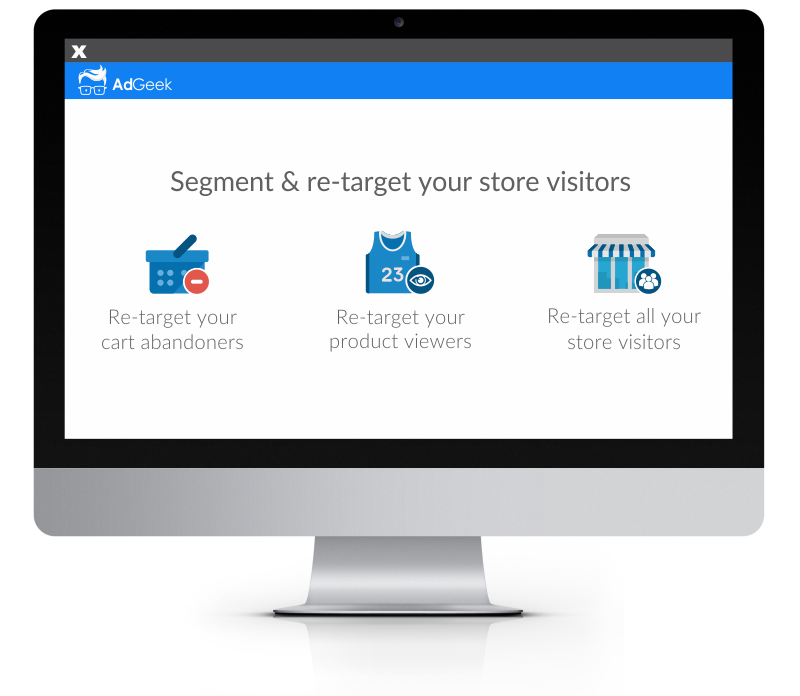 X
AdGeek
Segment & re-target your store visitors
23
Re-target your
cart abandoners
Re-target your
product viewers
Re-target all your
store visitors